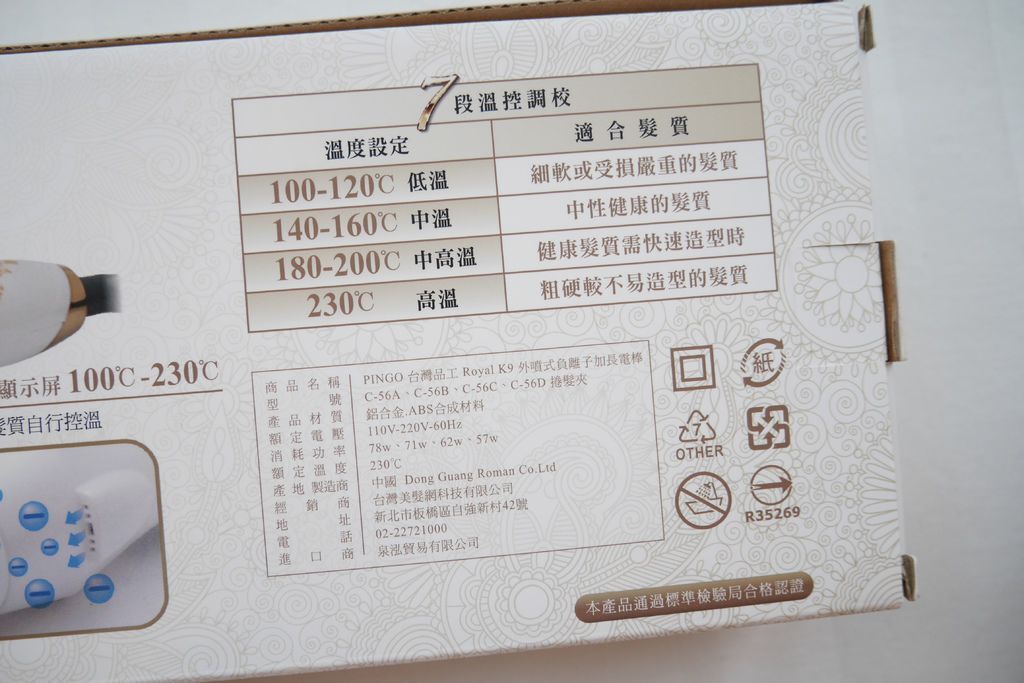 7段溫控調校
溫度設定 適合髮質
100-120℃ 低溫 細軟或受損嚴重的髮質
140-160℃ 中溫 中性健康的髮質
180-200℃ 中高溫 健康髮質需快速造型時
230℃ 高溫 粗硬較不易造型的髮質
顯示屏 100℃-230℃
髮質自行控溫
商品名稱 PINGO 台灣品工 Royal K9 外噴式負離子加長電棒
型號 C-56A、C-56B、C-56C、C-56D 捲髮夾
產品材質 鋁合金.ABS合成材料
額定電壓 110V-220V-60Hz
消耗功率 78w、71w、62w、57w
額定溫度 230℃
產地製造商 中國 Dong Guang Roman Co.Ltd
經銷商 台灣美髮網科技有限公司
地址 新北市板橋區自強新村42號
電話 02-22721000
進口商 泉泓貿易有限公司
紙
OTHER
R35269
本產品通過標準檢驗局合格認證